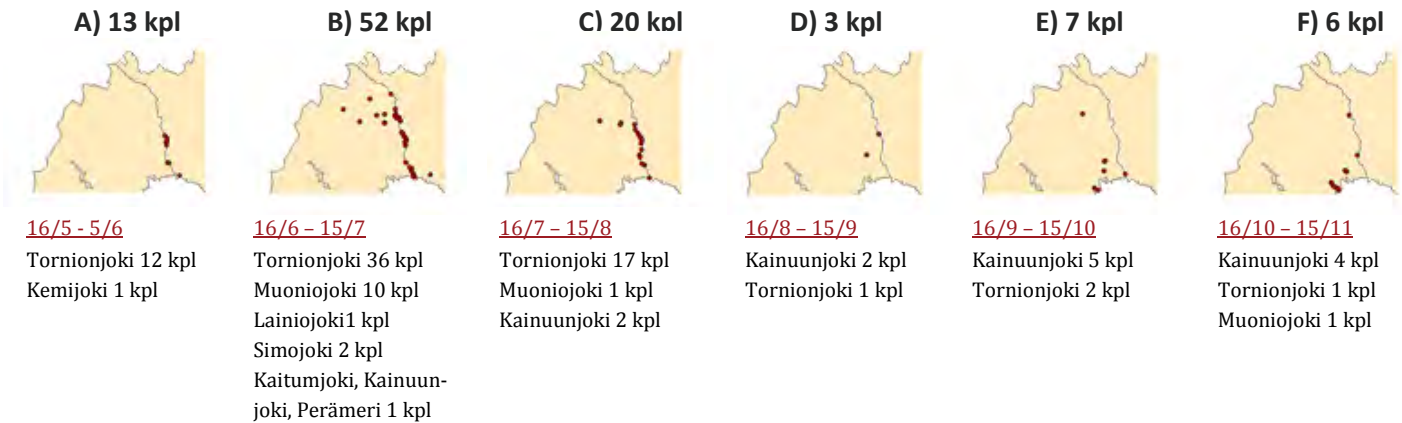 A) 13 kpl
B) 52 kpl
C) 20 kpl
D) 3 kpl
E) 7 kpl
F) 6 kpl
16/5 - 5/6
Tornionjoki 12 kpl
Kemijoki 1 kpl
16/6 – 15/7
Tornionjoki 36 kpl
Muoniojoki 10 kpl
Lainiojoki1 kpl
Simojoki 2 kpl
Kaitumjoki, Kainuun-
joki, Perämeri 1 kpl
16/7 – 15/8
Tornionjoki 17 kpl
Muoniojoki 1 kpl
Kainuunjoki 2 kpl
16/8 – 15/9
Kainuunjoki 2 kpl
Tornionjoki 1 kpl
16/9 – 15/10
Kainuunjoki 5 kpl
Tornionjoki 2 kpl
16/10 – 15/11
Kainuunjoki 4 kpl
Tornionjoki 1 kpl
Muoniojoki 1 kpl